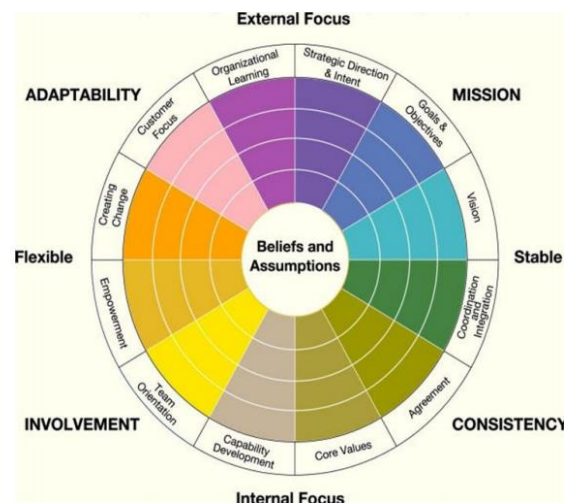 External Focus
ADAPTABILITY
MISSION
Organizational
Learning
Strategic Direction
& Intent
Customer
Focus
Goals &
Objectives
Creating
Change
Vision
Flexible
Beliefs and
Assumptions
Stable
Empowerment
Coordination
and
Integration
Team
Orientation
Agreement
INVOLVEMENT
Capability
Development
Core Values
CONSISTENCY
Internal Focus